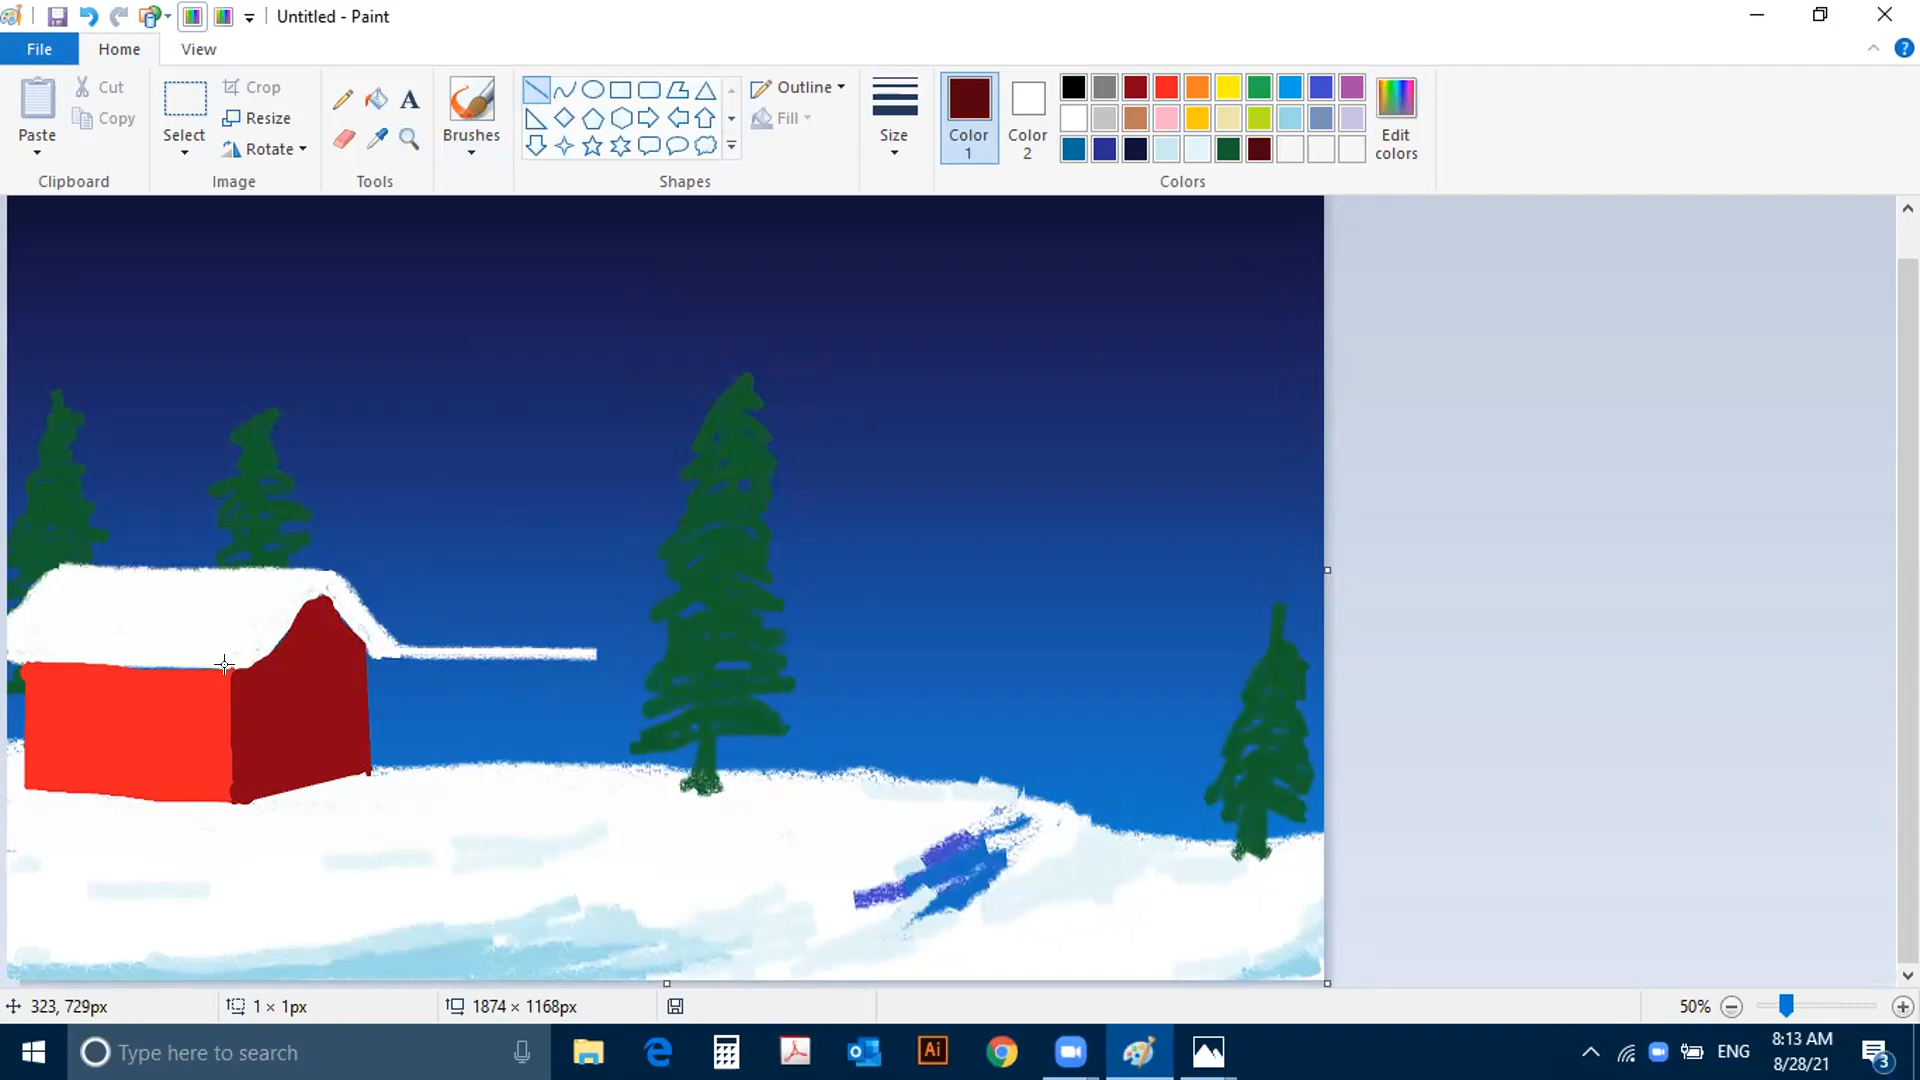 Untitled - Paint
File
Home
View
Paste
Cut
Copy
Clipboard
Select
Crop
Resize
Rotate
Image
A
Tools
Brushes
Shapes
Outline
Fill
Size
Color
1
Color
2
Edit
colors
Colors
?
323, 729px
1 × 1px
1874 × 1168px
50%
Type here to search
Ai
ENG
8:13 AM
8/28/21
3